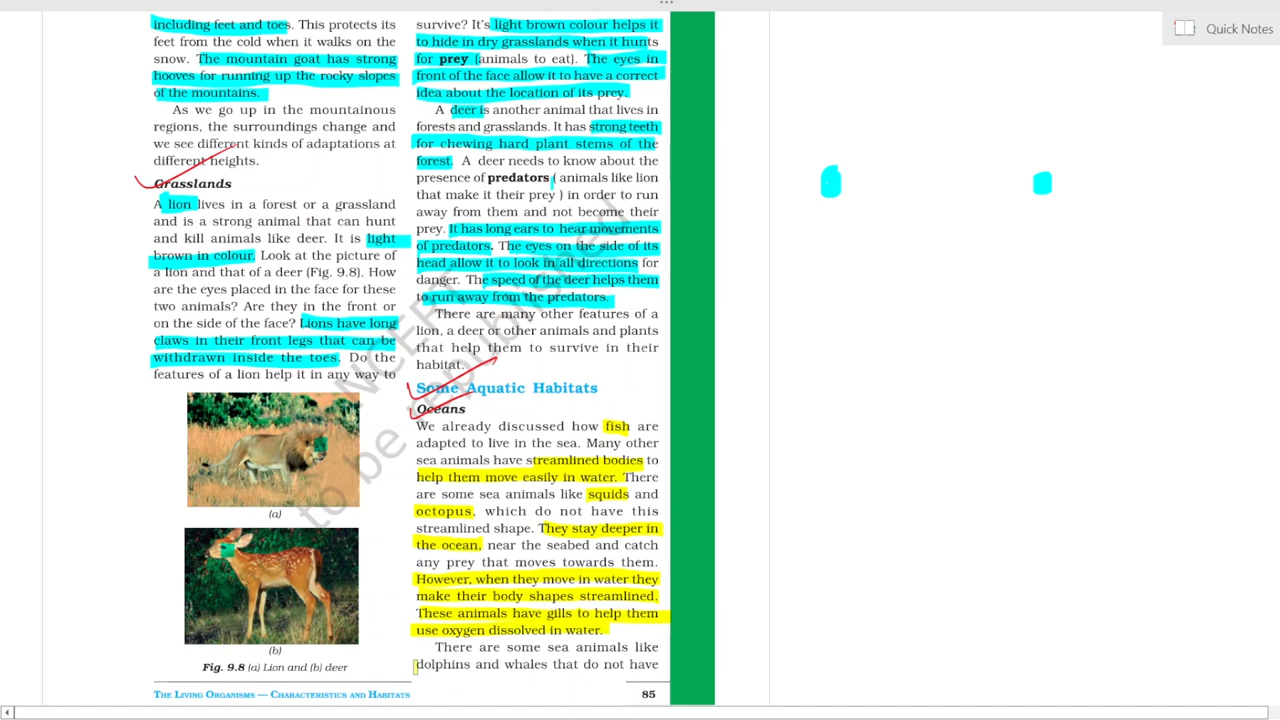 including feet and toes. This protects its
feet from the cold when it walks on the
snow. The mountain goat has strong
hooves for running up the rocky slopes
of the mountains.
As we go up in the mountainous
regions, the surroundings change and
we see different kinds of adaptations at
different heights.
Grasslands
A lion lives in a forest or a grassland
and is a strong animal that can hunt
and kill animals like deer. It is light
brown in colour. Look at the picture of
a lion and that of a deer (Fig. 9.8). How
are the eyes placed in the face for these
two animals? Are they in the front or
on the side of the face? Lions have long
claws in their front legs that can be
withdrawn inside the toes. Do the
features of a lion help it in any way to
(a)
(b)
Fig. 9.8 (a) Lion and (b) deer
survive? It's light brown colour helps it
to hide in dry grasslands when it hunts
for prey (animals to eat). The eyes in
front of the face allow it to have a correct
idea about the location of its prey.
A deer is another animal that lives in
forests and grasslands. It has strong teeth
for chewing hard plant stems of the
forest. A deer needs to know about the
presence of predators ( animals like lion
that make it their prey ) in order to run
away from them and not become their
prey. It has long ears to hear movements
of predators. The eyes on the side of its
head allow it to look in all directions for
danger. The speed of the deer helps them
to run away from the predators.
There are many other features of a
lion, a deer or other animals and plants
that help them to survive in their
habitat.
Some Aquatic Habitats
Oceans
We already discussed how fish are
adapted to live in the sea. Many other
sea animals have streamlined bodies to
help them move easily in water. There
are some sea animals like squids and
octopus, which do not have this
streamlined shape. They stay deeper in
the ocean, near the seabed and catch
any prey that moves towards them.
However, when they move in water they
make their body shapes streamlined.
These animals have gills to help them
use oxygen dissolved in water.
There are some sea animals like
dolphins and whales that do not have
The Living Organisms — Characteristics and Habitats
85
Quick Notes
NCERT
to be republished